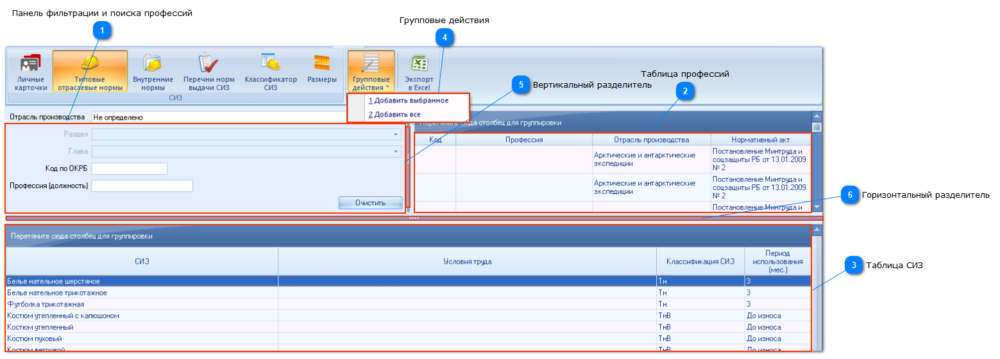 Панель фильтрации и поиска профессий
1
Групповые действия
4
Личные карточки
Типовые отраслевые нормы
Внутренние нормы
Перечни норм выдачи СИЗ
Классификатор СИЗ
Размеры
Групповые действия
Экспорт в Excel
СИЗ
5 Вертикальный разделитель
Таблица профессий
2
1 Добавить выбранное
2 Добавить все
Отрасль производства Не определено
Раздел
Глава
Код по ОКРБ
Профессия (должность)
Очистить
Перетяните сюда столбец для группировки
Код Профессия Отрасль производства Нормативный акт
Арктические и антарктические экспедиции
Постановление Минтруда и соцзащиты РБ от 13.01.2009 № 2
Арктические и антарктические экспедиции
Постановление Минтруда и соцзащиты РБ от 13.01.2009 № 2
Постановление Минтруда и
6 Горизонтальный разделитель
Перетяните сюда столбец для группировки
СИЗ Условия труда Классификация СИЗ Период использования (мес.)
3 Таблица СИЗ
Белье нательное шерстяное Тн 3
Белье нательное трикотажное Тн 3
Футболка трикотажная Тн 3
Костюм утепленный с капюшоном ТнВ До износа
Костюм утепленный ТнВ До износа
Костюм пуховый ТнВ До износа
Костюм ветровой ТнВ До износа